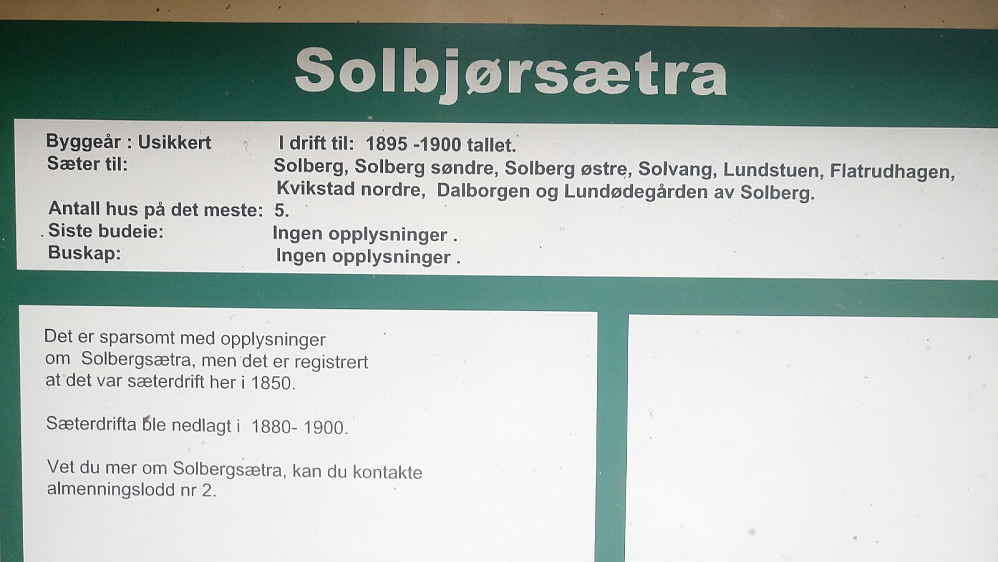 Solbjørsætra
Byggeår : Usikkert I drift til: 1895 -1900 tallet.
Sæter til: Solberg, Solberg søndre, Solberg østre, Solvang, Lundstuen, Flatrudhagen,
Kvikstad nordre, Dalborgen og Lundødegården av Solberg.
Antall hus på det meste: 5.
. Siste budeie: Ingen opplysninger .
Buskap: Ingen opplysninger .
Det er sparsomt med opplysninger
om Solbergsætra, men det er registrert
at det var sæterdrift her i 1850.
Sæterdrifta ble nedlagt i 1880- 1900.
Vet du mer om Solbergsætra, kan du kontakte
almenningslodd nr 2.